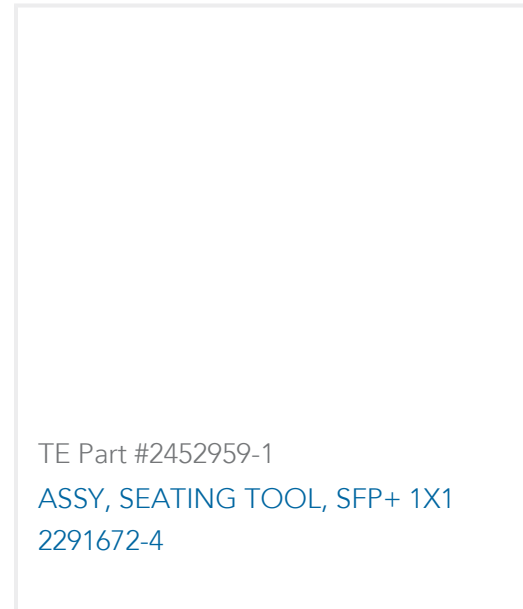 TE Part #2452959-1
ASSY, SEATING TOOL, SFP+ 1X1
2291672-4